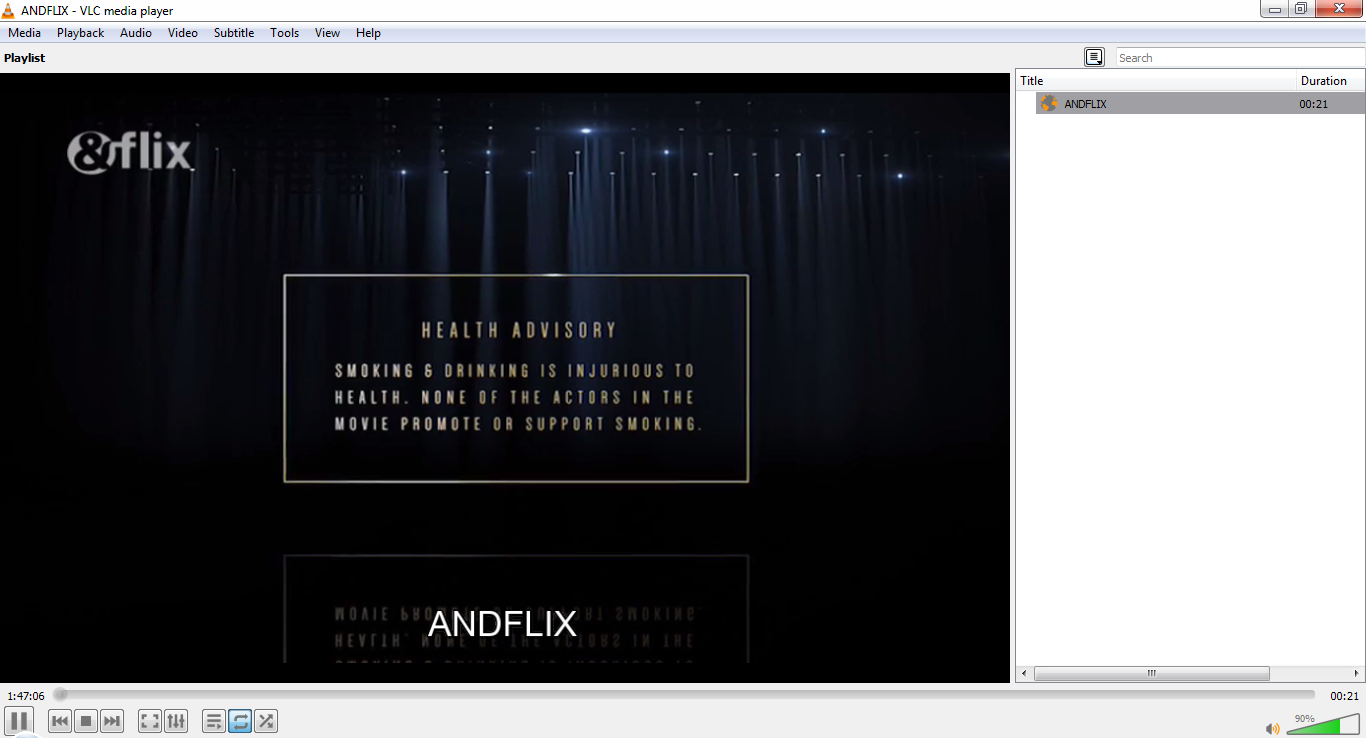 ANDFLIX - VLC media player
Media Playback Audio Video Subtitle Tools View Help
Playlist
Search
Title Duration
ANDFLIX 00:21
&flix
HEALTH ADVISORY
SMOKING & DRINKING IS INJURIOUS TO
HEALTH. NONE OF THE ACTORS IN THE
MOVIE PROMOTE OR SUPPORT SMOKING.
ANDFLIX
1:47:06 00:21
90%